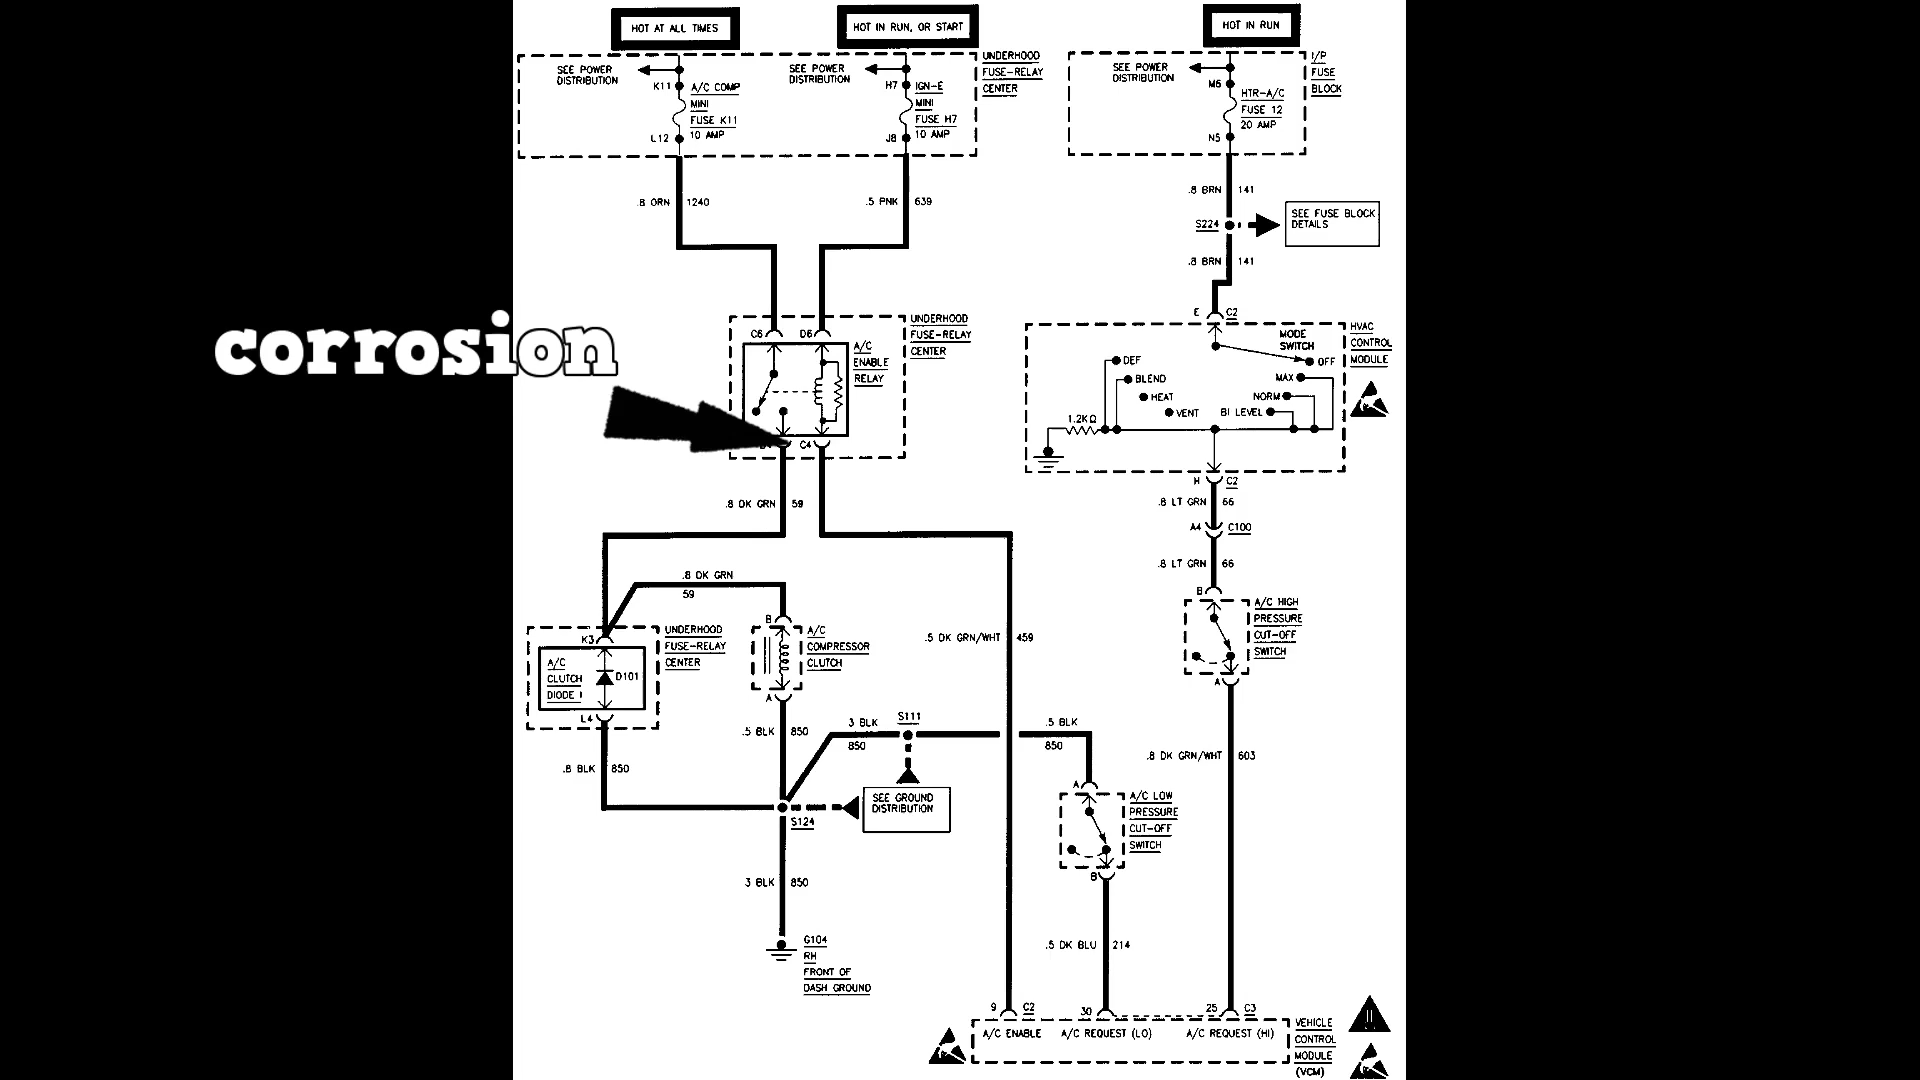 HOT AT ALL TIMES
HOT IN RUN, OR START
HOT IN RUN
SEE POWER
DISTRIBUTION
K11
A/C COMP
MINI
FUSE K11
10 AMP
L12
SEE POWER
DISTRIBUTION
H7
IGN-E
MINI
FUSE H7
10 AMP
J8
UNDERHOOD
FUSE-RELAY
CENTER
SEE POWER
DISTRIBUTION
M6
HTR-A/C
FUSE 12
20 AMP
N5
I/P
FUSE
BLOCK
.8 ORN 1240
.5 PNK 639
.8 BRN 141
S224
SEE FUSE BLOCK
DETAILS
.8 BRN 141
E C2
corrosion
C6 D6
A/C
ENABLE
RELAY
C4
UNDERHOOD
FUSE-RELAY
CENTER
MODE
SWITCH
OFF
DEF
BLEND
HEAT
VENT
MAX
NORM
BI LEVEL
1.2KΩ
HVAC
CONTROL
MODULE
H C2
.8 DK GRN 59
.8 LT GRN 66
A4 C100
.8 LT GRN 66
.8 DK GRN
59
B
A/C HIGH
PRESSURE
CUT-OFF
SWITCH
A
K3
A/C
CLUTCH
DIODE 1
D101
L4
UNDERHOOD
FUSE-RELAY
CENTER
B
A/C
COMPRESSOR
CLUTCH
A
.5 DK GRN/WHT 459
.5 BLK 850
3 BLK
850
S111
.5 BLK
850
.8 DK GRN/WHT 603
.8 BLK 850
S124
SEE GROUND
DISTRIBUTION
A
A/C LOW
PRESSURE
CUT-OFF
SWITCH
B
3 BLK 850
G104
RH
FRONT OF
DASH GROUND
.5 DK BLU 214
9 C2
30
25 C3
A/C ENABLE
A/C REQUEST (LO)
A/C REQUEST (HI)
VEHICLE
CONTROL
MODULE
(VCM)
II